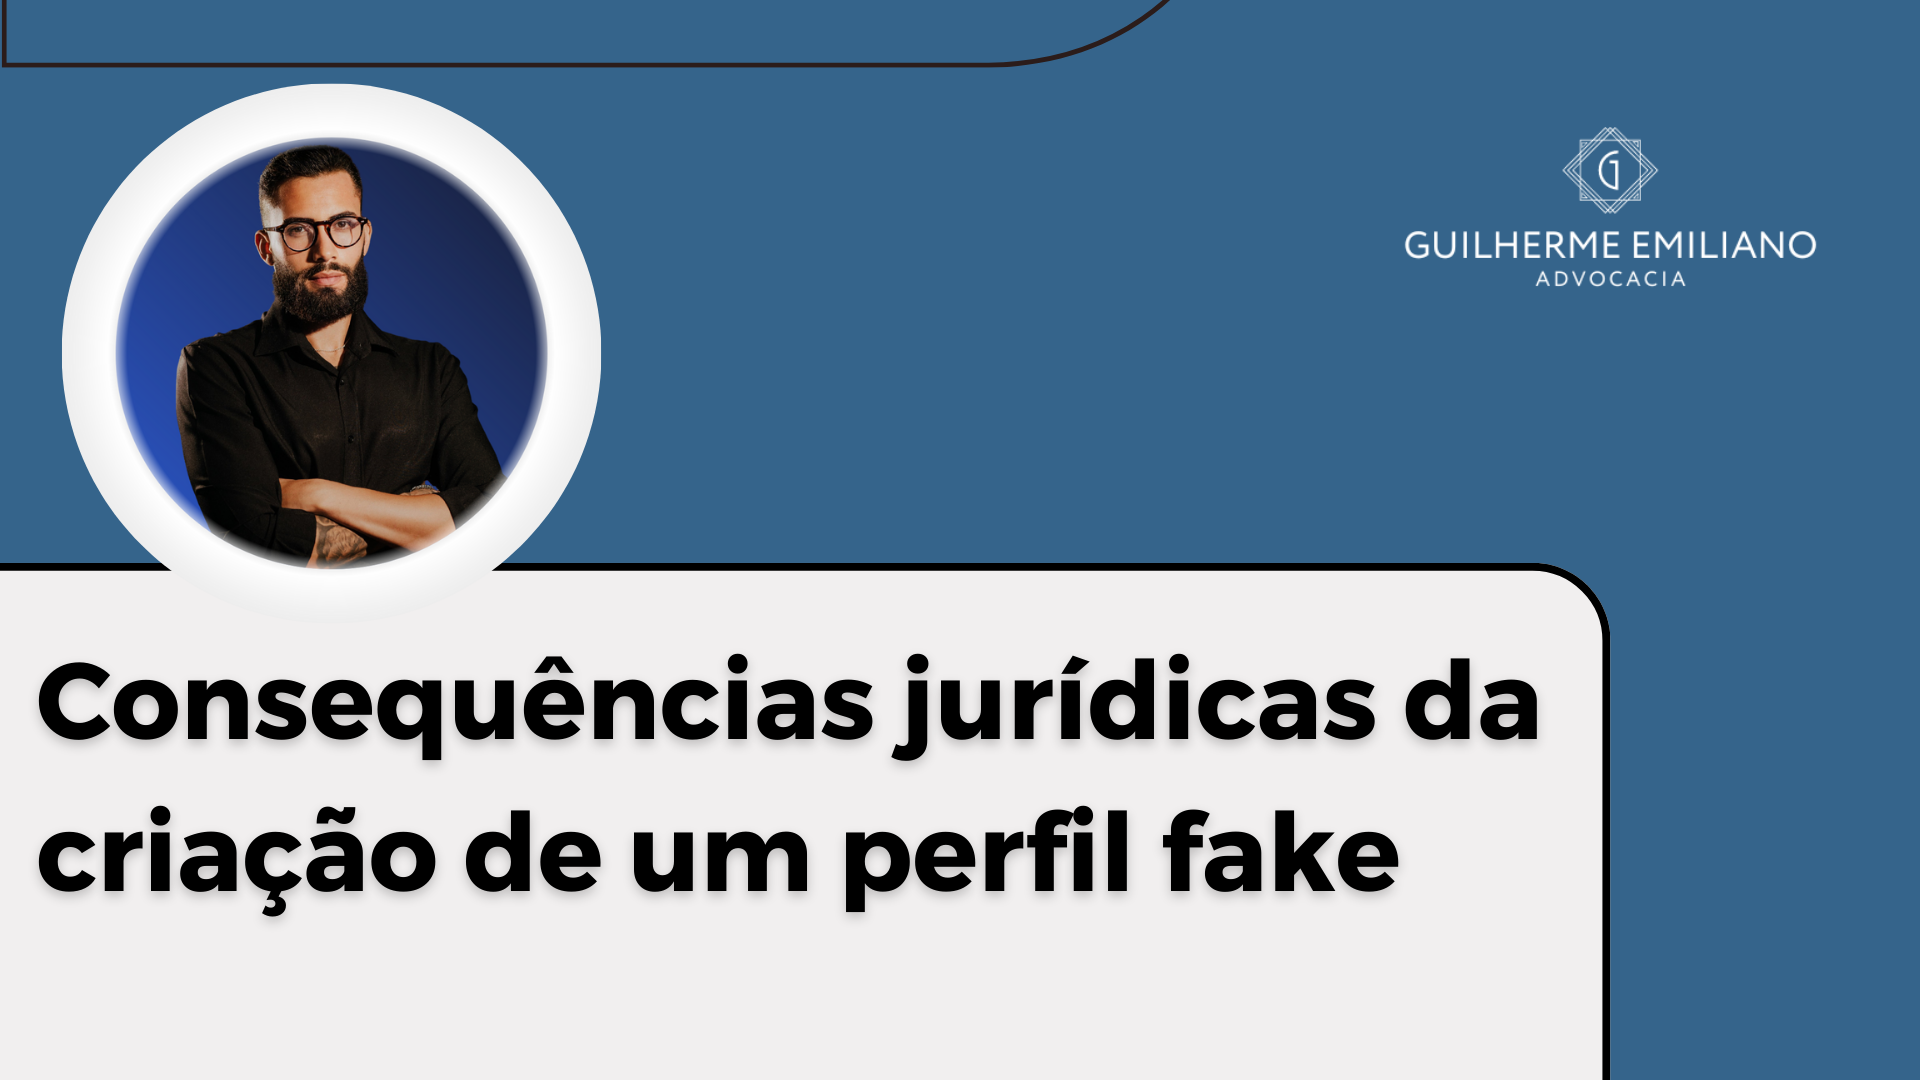 G
GUILHERME EMILIANO
ADVOCACIA
Consequências jurídicas da
criação de um perfil fake